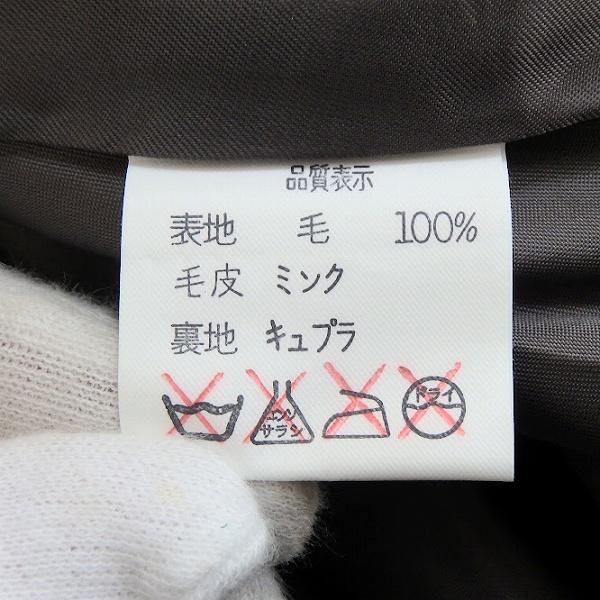 品質表示
表地 毛 100%
毛皮 ミンク
裏地 キュプラ
エンソ
サラシ
ドライ